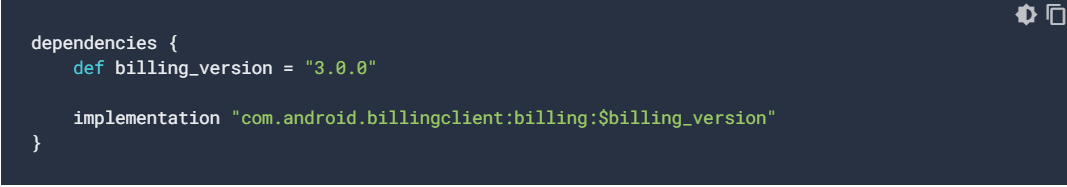 dependencies {
    def billing_version = "3.0.0"

    implementation "com.android.billingclient:billing:$billing_version"
}